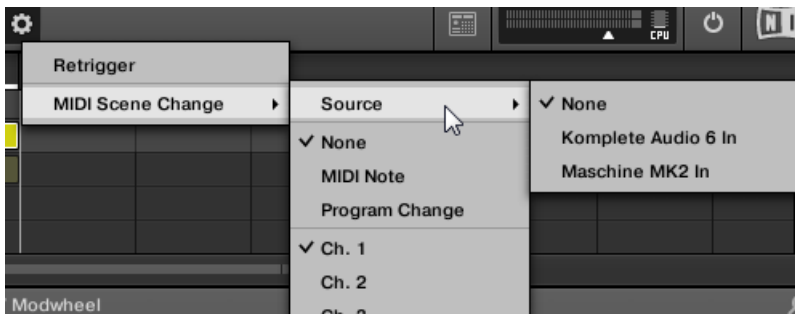 CPU
NI
Retrigger
MIDI Scene Change
Source
None
MIDI Note
Program Change
Ch. 1
Ch. 2
None
Komplete Audio 6 In
Maschine MK2 In
Modwheel